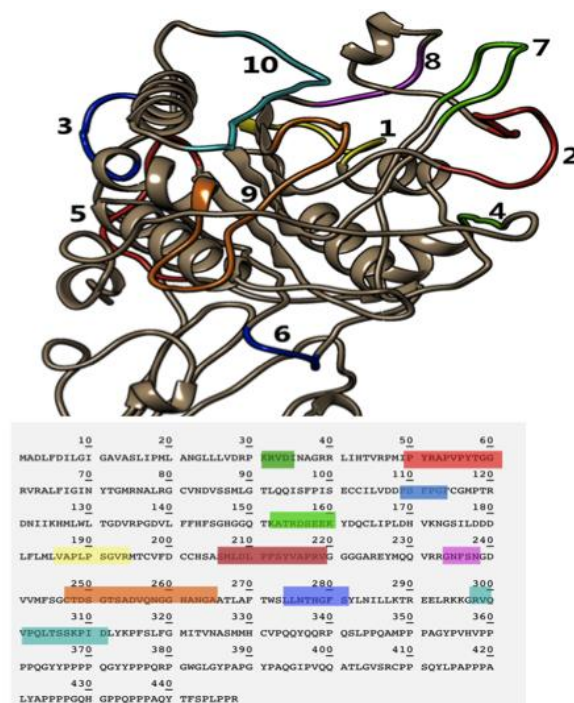 10
8
7
3
1
2
9
5
4
6
10 20 30 40 50 60
MADLFDILGI GAVASLIPML ANGLLLVDRP KRVDINAGRR LIHTVRPMIP YRAPVPYTGG
70 80 90 100 110 120
RVRALFIGIN YTGMRNALRG CVNDVSSMLG TLQQISFPIS ECCILVDDFS FPGFCGMPTR
130 140 150 160 170 180
DNIIKHMLWL TGDVRPGDVL FFHFSGHGGQ TKATRDSEEK YDQCLIPLDH VKNGSILDDD
190 200 210 220 230 240
LFLMLVAPLP SGVRMTCVFD CCHSASMLDL PFSYVAPRVG GGGAREYMQQ VRRGNFSNGD
250 260 270 280 290 300
VVMFSGCTDS GTSADVQNGG HANGAATLAF TWSLLNTHGF SYLNILLKTR EELRKKGRVQ
310 320 330 340 350 360
VPQLTSSKPI DLYKPFSLFG MITVNASMMH CVPQQYQQRP QSLPPQAMPP PAGYPVHVPP
370 380 390 400 410 420
PPQGYYPPPP QGYYPPPQRP GWGLGYPAPG YPAQGIPVQQ ATLGVSRCPP SQYLPAPPPA
430 440
LYAPPPPGQH GPPQPPPAQY TFSPLPPR